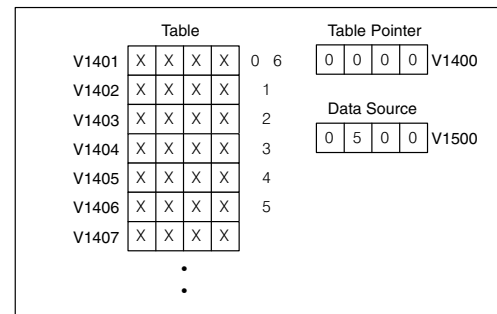 Table Table Pointer
V1401 X X X X 0 6 0 0 0 0 V1400
V1402 X X X X 1
Data Source
V1403 X X X X 2
0 5 0 0 V1500
V1404 X X X X 3
V1405 X X X X 4
V1406 X X X X 5
V1407 X X X X